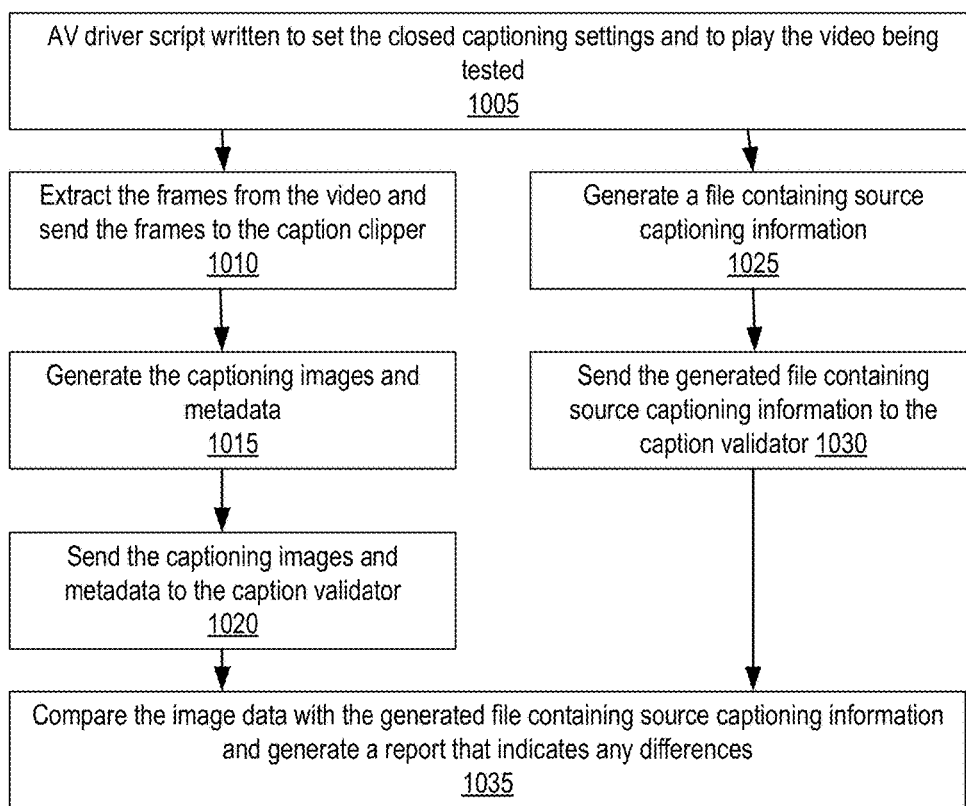 AV driver script written to set the closed captioning settings and to play the video being
tested
1005
Extract the frames from the video and
send the frames to the caption clipper
1010
Generate the captioning images and
metadata
1015
Send the captioning images and
metadata to the caption validator
1020
Generate a file containing source
captioning information
1025
Send the generated file containing
source captioning information to the
caption validator 1030
Compare the image data with the generated file containing source captioning information
and generate a report that indicates any differences
1035